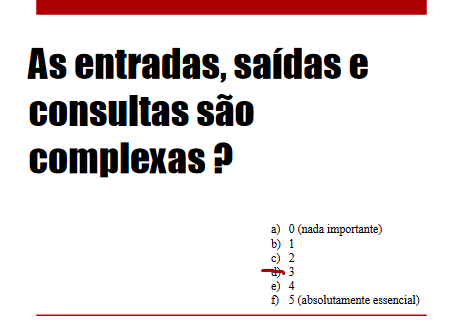 As entradas, saídas e
consultas são
complexas ?
a) 0 (nada importante)
b) 1
c) 2
d) 3
e) 4
f) 5 (absolutamente essencial)